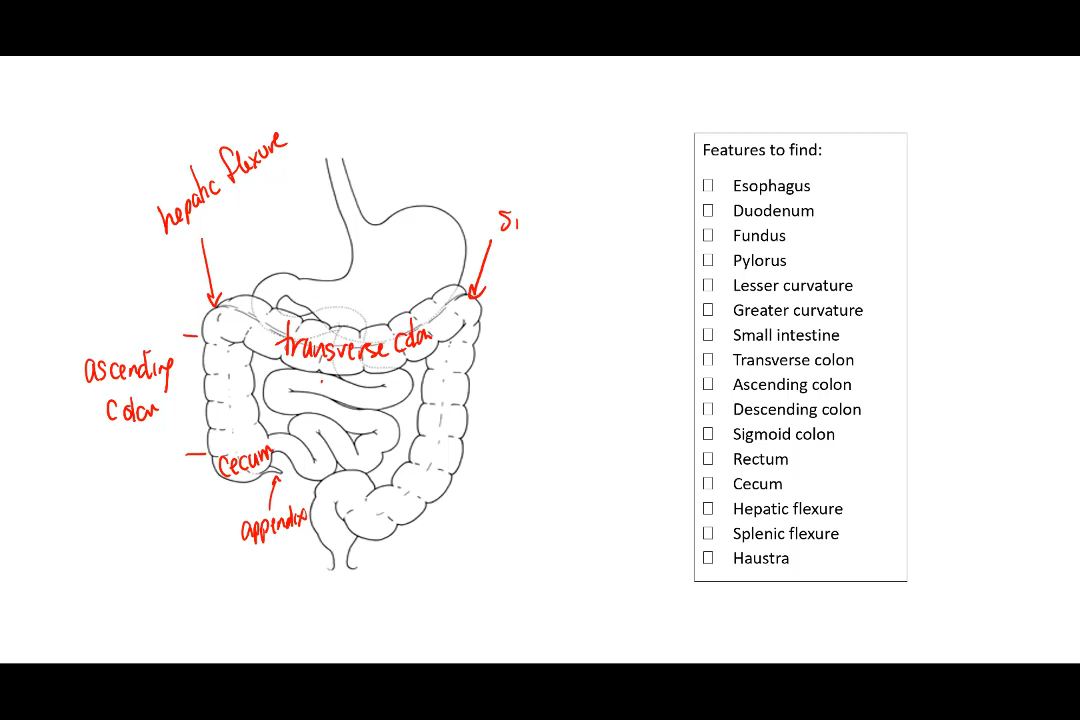 hepatic flexure
Sp
ascending
colon
transverse colon
cecum
appendix
Features to find:
Esophagus
Duodenum
Fundus
Pylorus
Lesser curvature
Greater curvature
Small intestine
Transverse colon
Ascending colon
Descending colon
Sigmoid colon
Rectum
Cecum
Hepatic flexure
Splenic flexure
Haustra